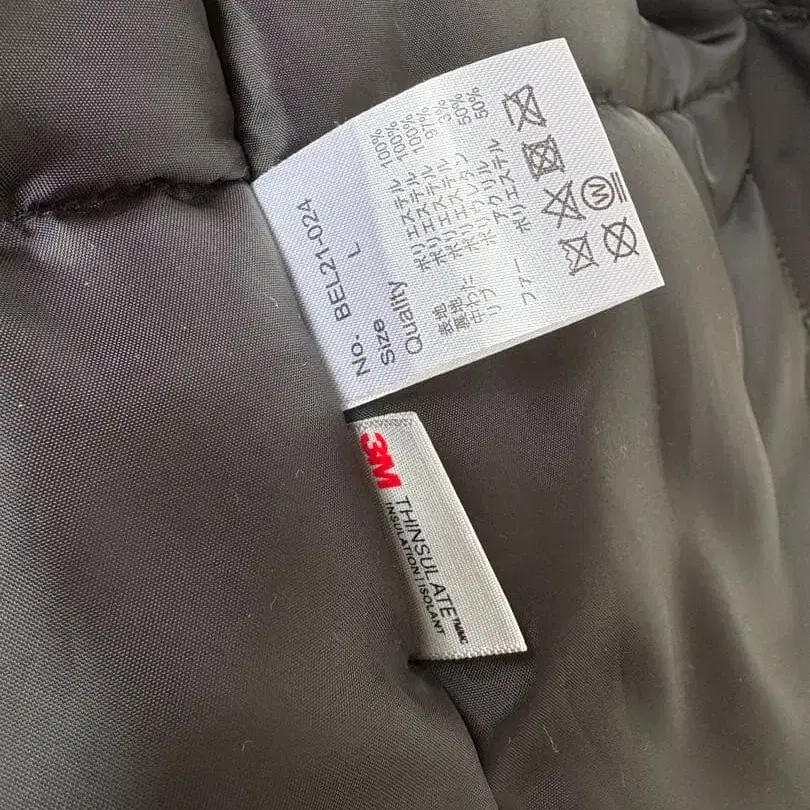 No. BEL21-024
Size L
Quality
表地 ポリエステル 100%
裏地 ポリエステル 100%
中わた ポリエステル 100%
リブ ポリエステル 97%
ポリウレタン 3%
ファー アクリル 50%
ポリエステル 50%
W
3M
THINSULATE™/MC
INSULATION | ISOLANT